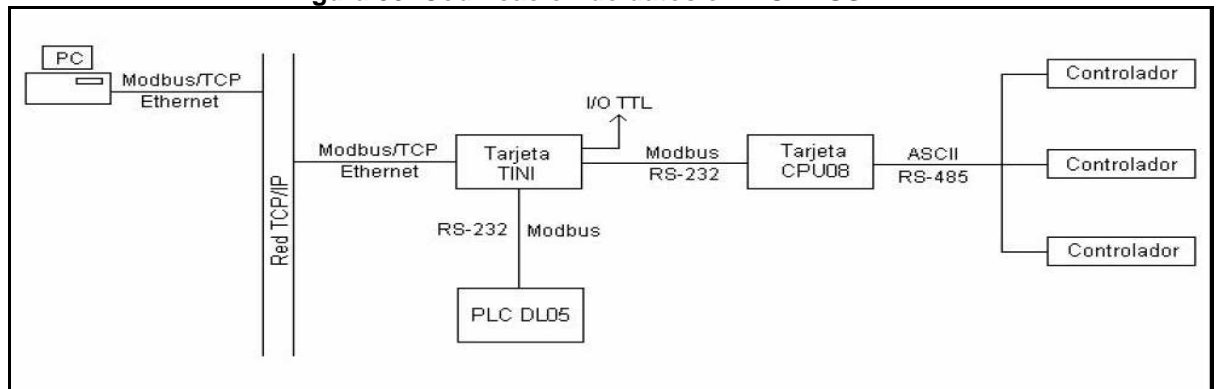 PC
Modbus/TCP
Ethernet
Red TCP/IP
Modbus/TCP
Ethernet
Tarjeta
TINI
I/O TTL
Modbus
RS-232
Tarjeta
CPU08
ASCII
RS-485
Controlador
Controlador
Controlador
RS-232
Modbus
PLC DL05